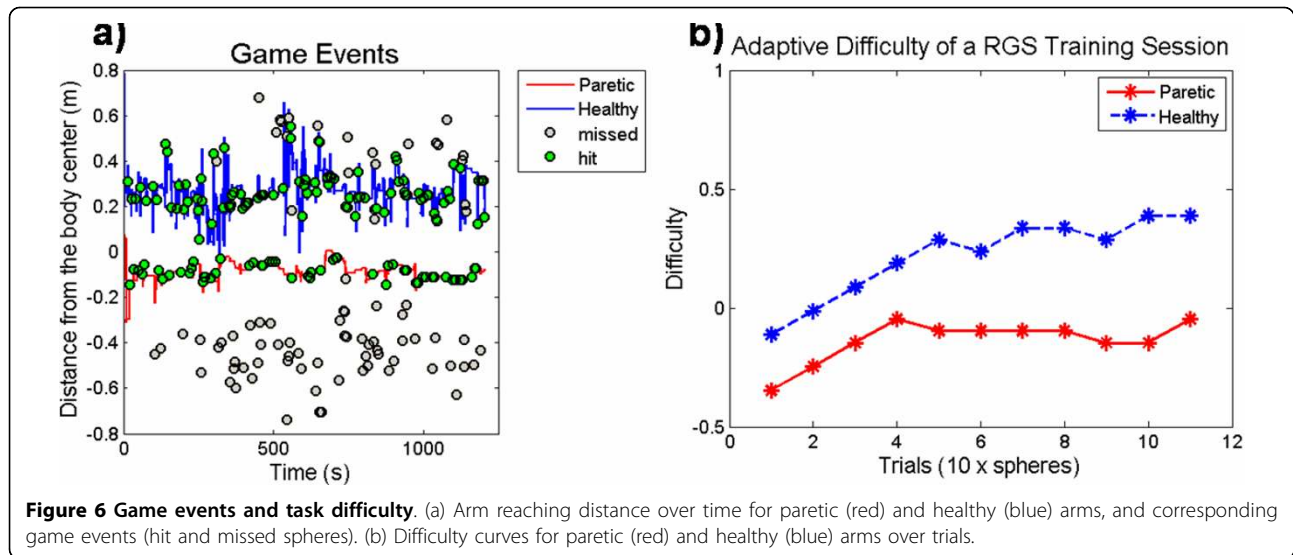 a)
Game Events
Distance from the body center (m)
0.8
0.6
0.4
0.2
0
-0.2
-0.4
-0.6
-0.8
0
500
1000
Time (s)
Paretic
Healthy
missed
hit
b)
Adaptive Difficulty of a RGS Training Session
Difficulty
1
0.5
0
-0.5
0
2
4
6
8
10
12
Trials (10 x spheres)
Paretic
Healthy
Figure 6 Game events and task difficulty. (a) Arm reaching distance over time for paretic (red) and healthy (blue) arms, and corresponding
game events (hit and missed spheres). (b) Difficulty curves for paretic (red) and healthy (blue) arms over trials.